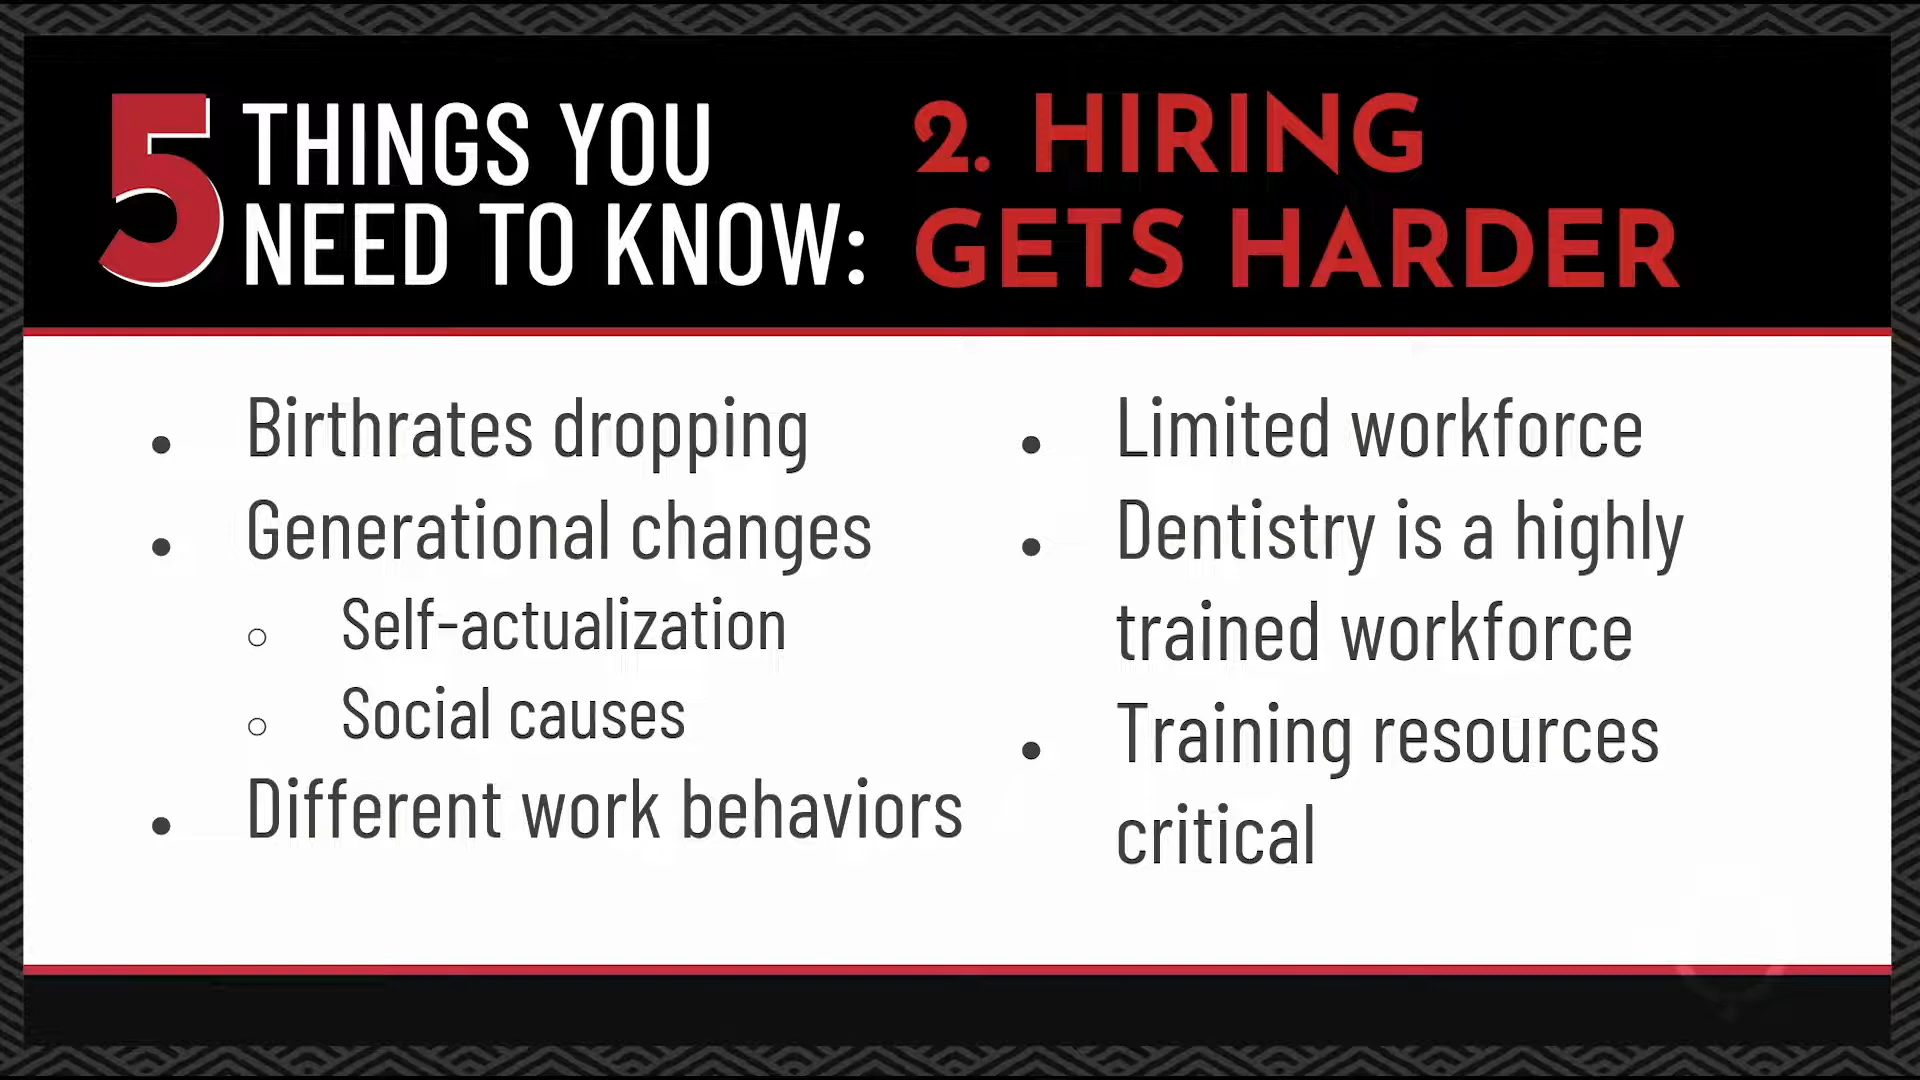 5 THINGS YOU
NEED TO KNOW:
2. HIRING
GETS HARDER
• Birthrates dropping
• Generational changes
○ Self-actualization
○ Social causes
• Different work behaviors
• Limited workforce
• Dentistry is a highly
trained workforce
• Training resources
critical